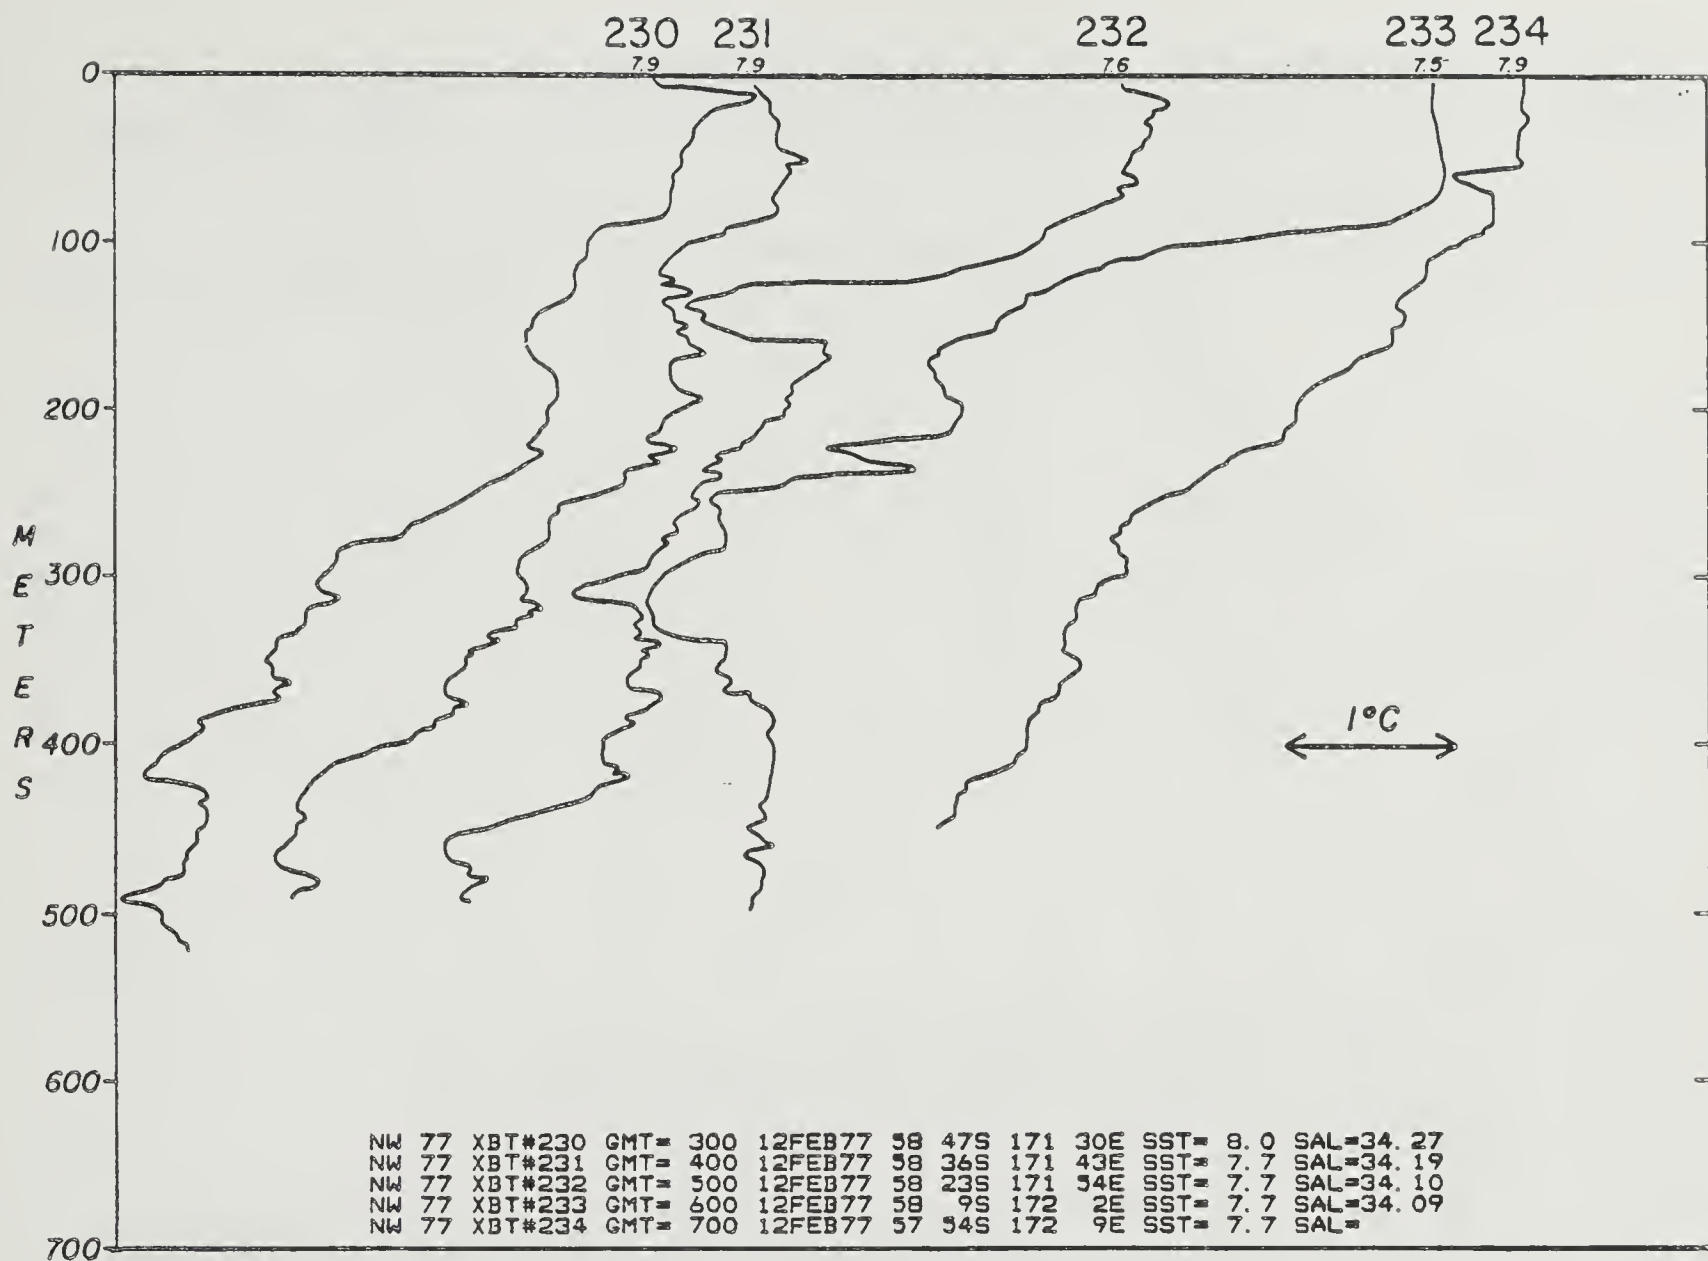 230 231 232 233 234
7.9 7.9 7.6 7.5 7.9
0
100
200
300
400
500
600
700
METERS
1°C
NW 77 XBT#230 GMT= 300 12FEB77 58 47S 171 30E SST= 8.0 SAL=34.27
NW 77 XBT#231 GMT= 400 12FEB77 58 36S 171 43E SST= 7.7 SAL=34.19
NW 77 XBT#232 GMT= 500 12FEB77 58 23S 171 54E SST= 7.7 SAL=34.10
NW 77 XBT#233 GMT= 600 12FEB77 58 9S 172 2E SST= 7.7 SAL=34.09
NW 77 XBT#234 GMT= 700 12FEB77 57 54S 172 9E SST= 7.7 SAL=